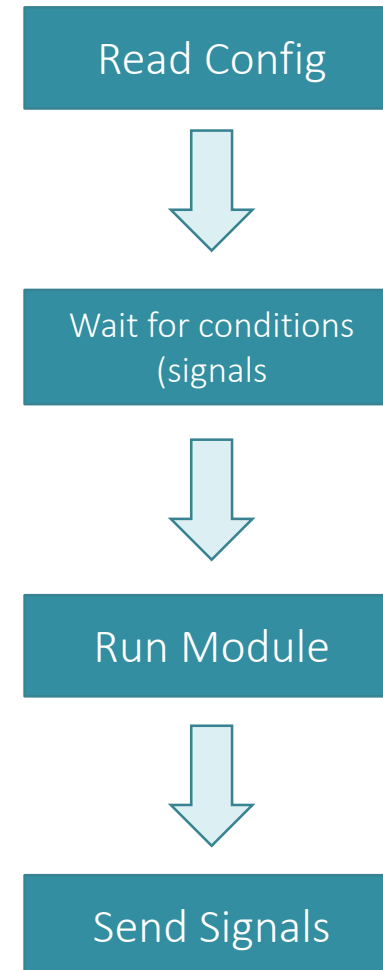 Read Config
Wait for conditions
(signals
Run Module
Send Signals